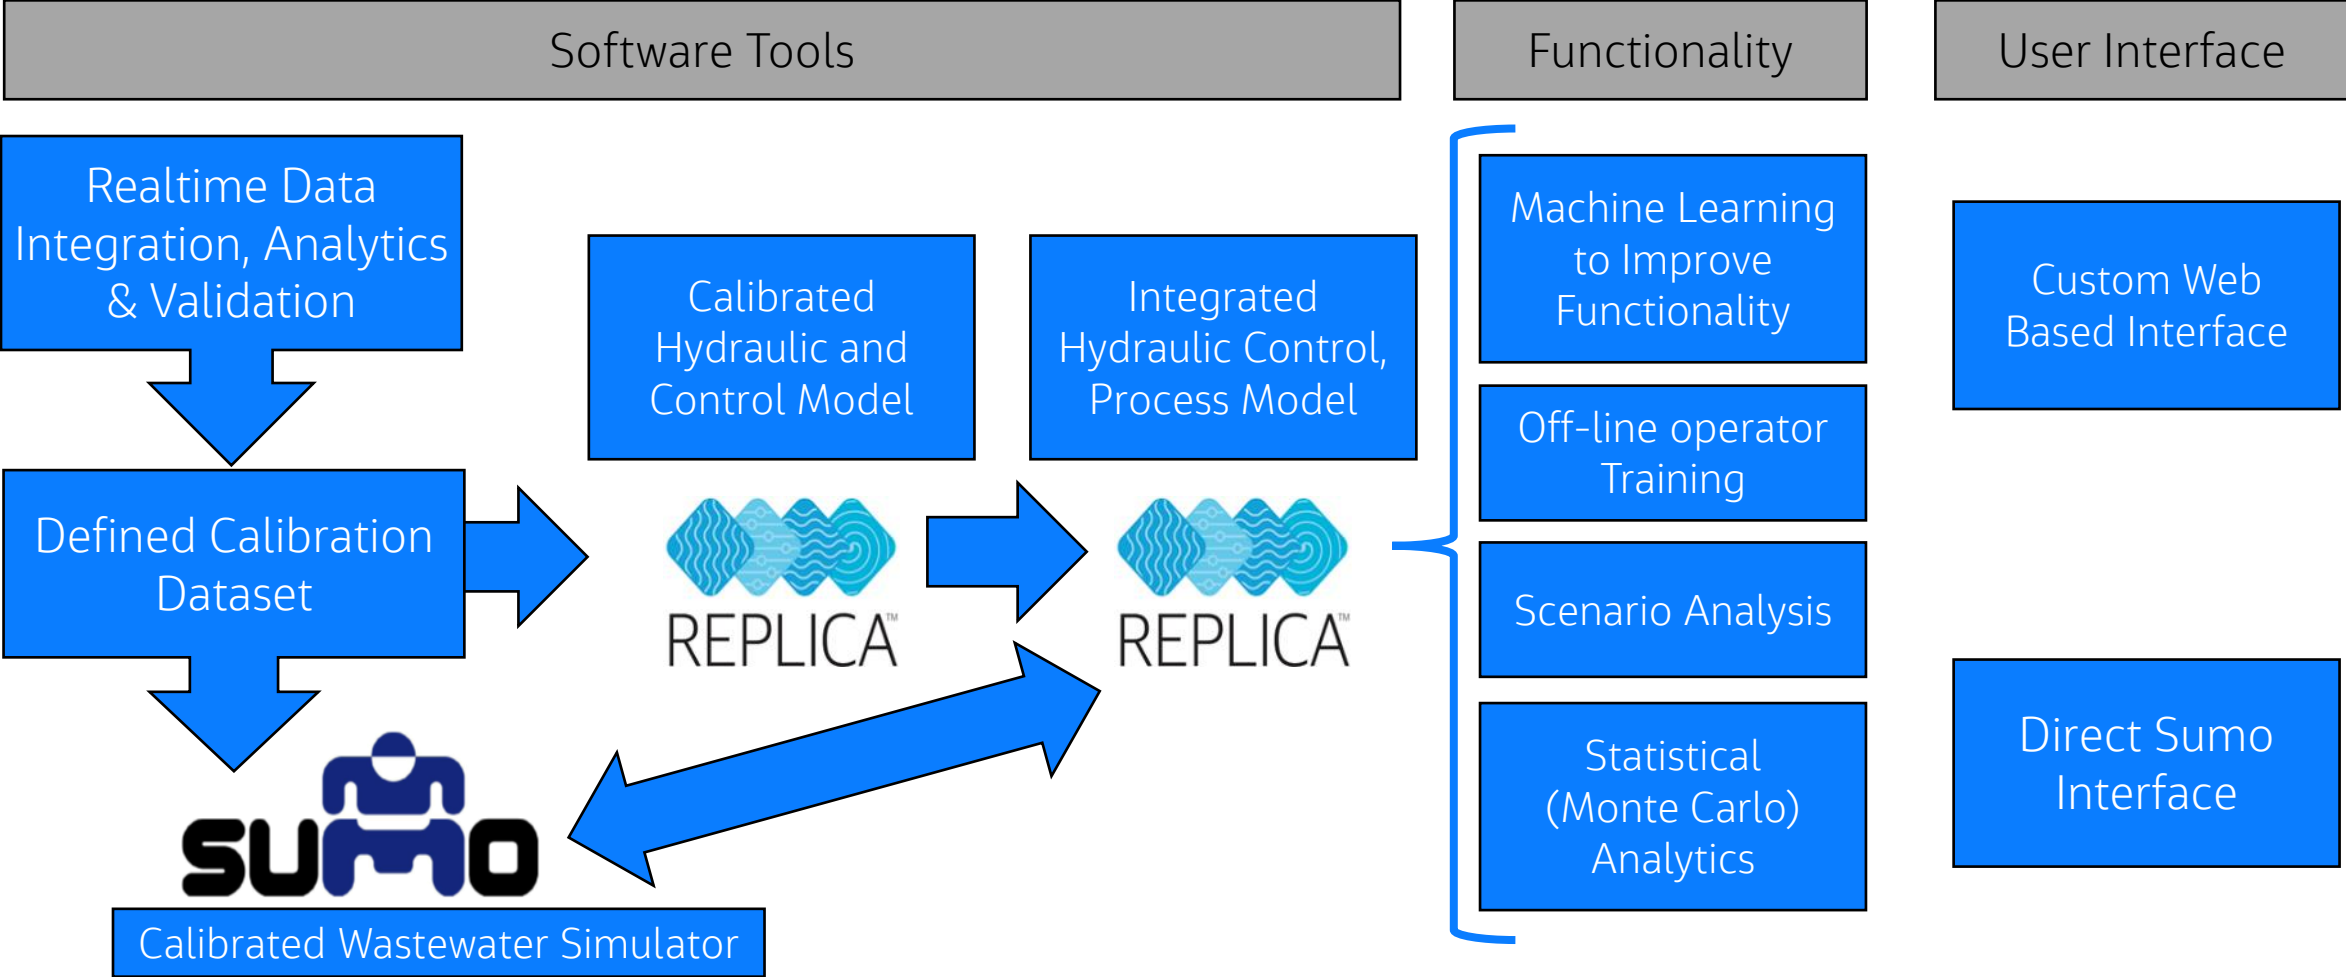 Software Tools
Functionality
User Interface
Realtime Data
Integration, Analytics
& Validation
Defined Calibration
Dataset
Calibrated
Hydraulic and
Control Model
REPLICA™
Integrated
Hydraulic Control,
Process Model
REPLICA™
sumo
Calibrated Wastewater Simulator
Machine Learning
to Improve
Functionality
Off-line operator
Training
Scenario Analysis
Statistical
(Monte Carlo)
Analytics
Custom Web
Based Interface
Direct Sumo
Interface